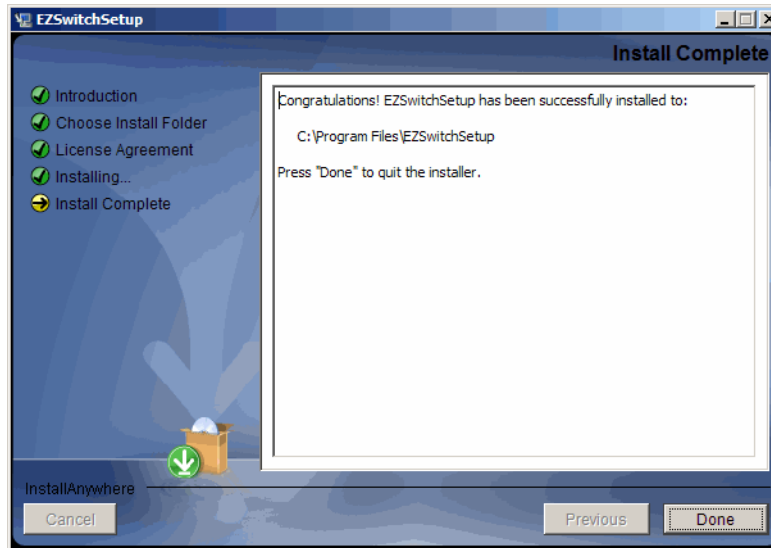 EZSwitchSetup
Install Complete
Introduction
Choose Install Folder
License Agreement
Installing...
Install Complete
Congratulations! EZSwitchSetup has been successfully installed to:
C:\Program Files\EZSwitchSetup
Press "Done" to quit the installer.
InstallAnywhere
Cancel
Previous
Done